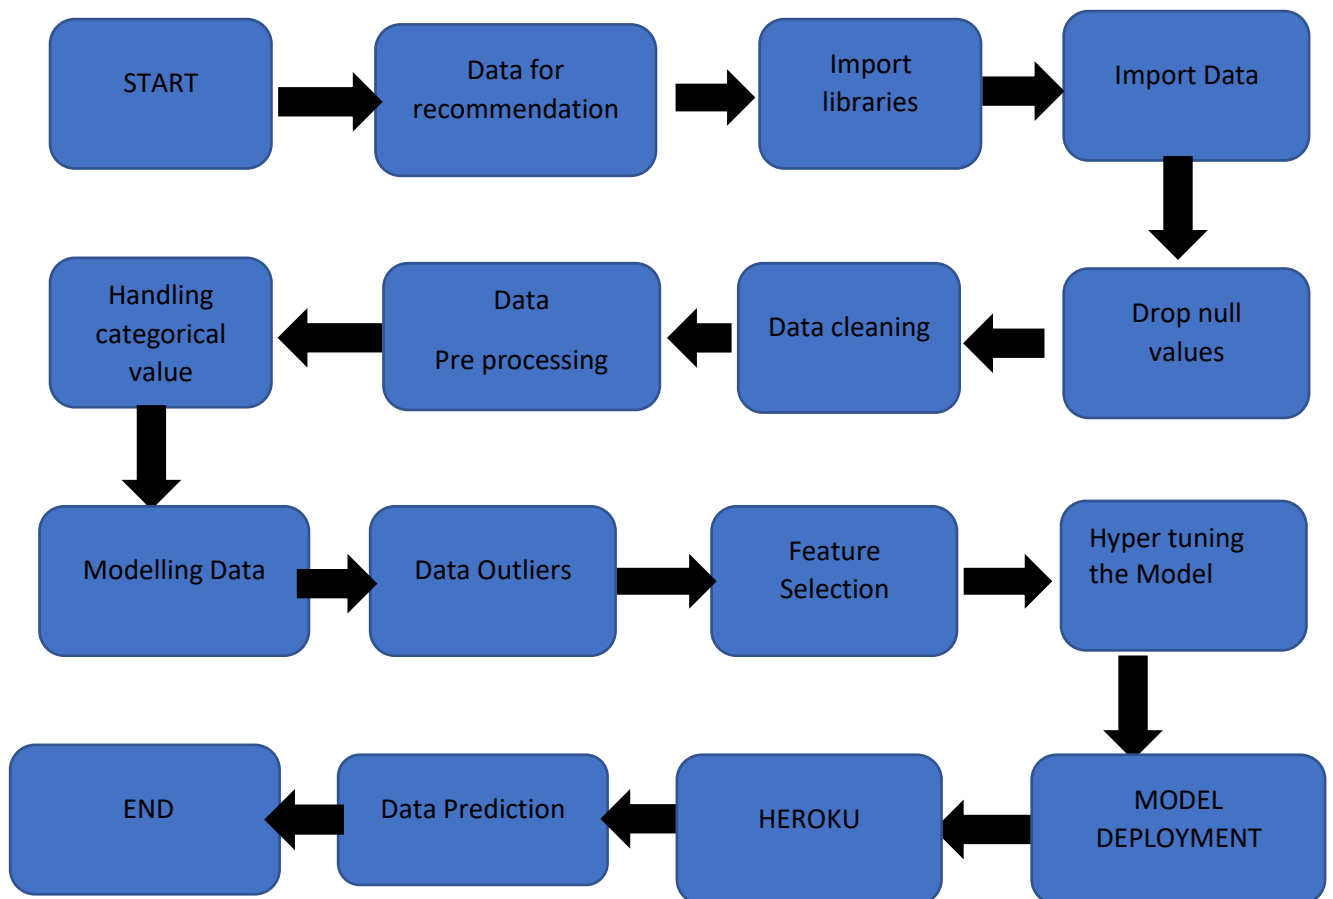 START
Data for
recommendation
Import
libraries
Import Data
Drop null
values
Data cleaning
Data
Pre processing
Handling
categorical
value
Modelling Data
Data Outliers
Feature
Selection
Hyper tuning
the Model
MODEL
DEPLOYMENT
HEROKU
Data Prediction
END